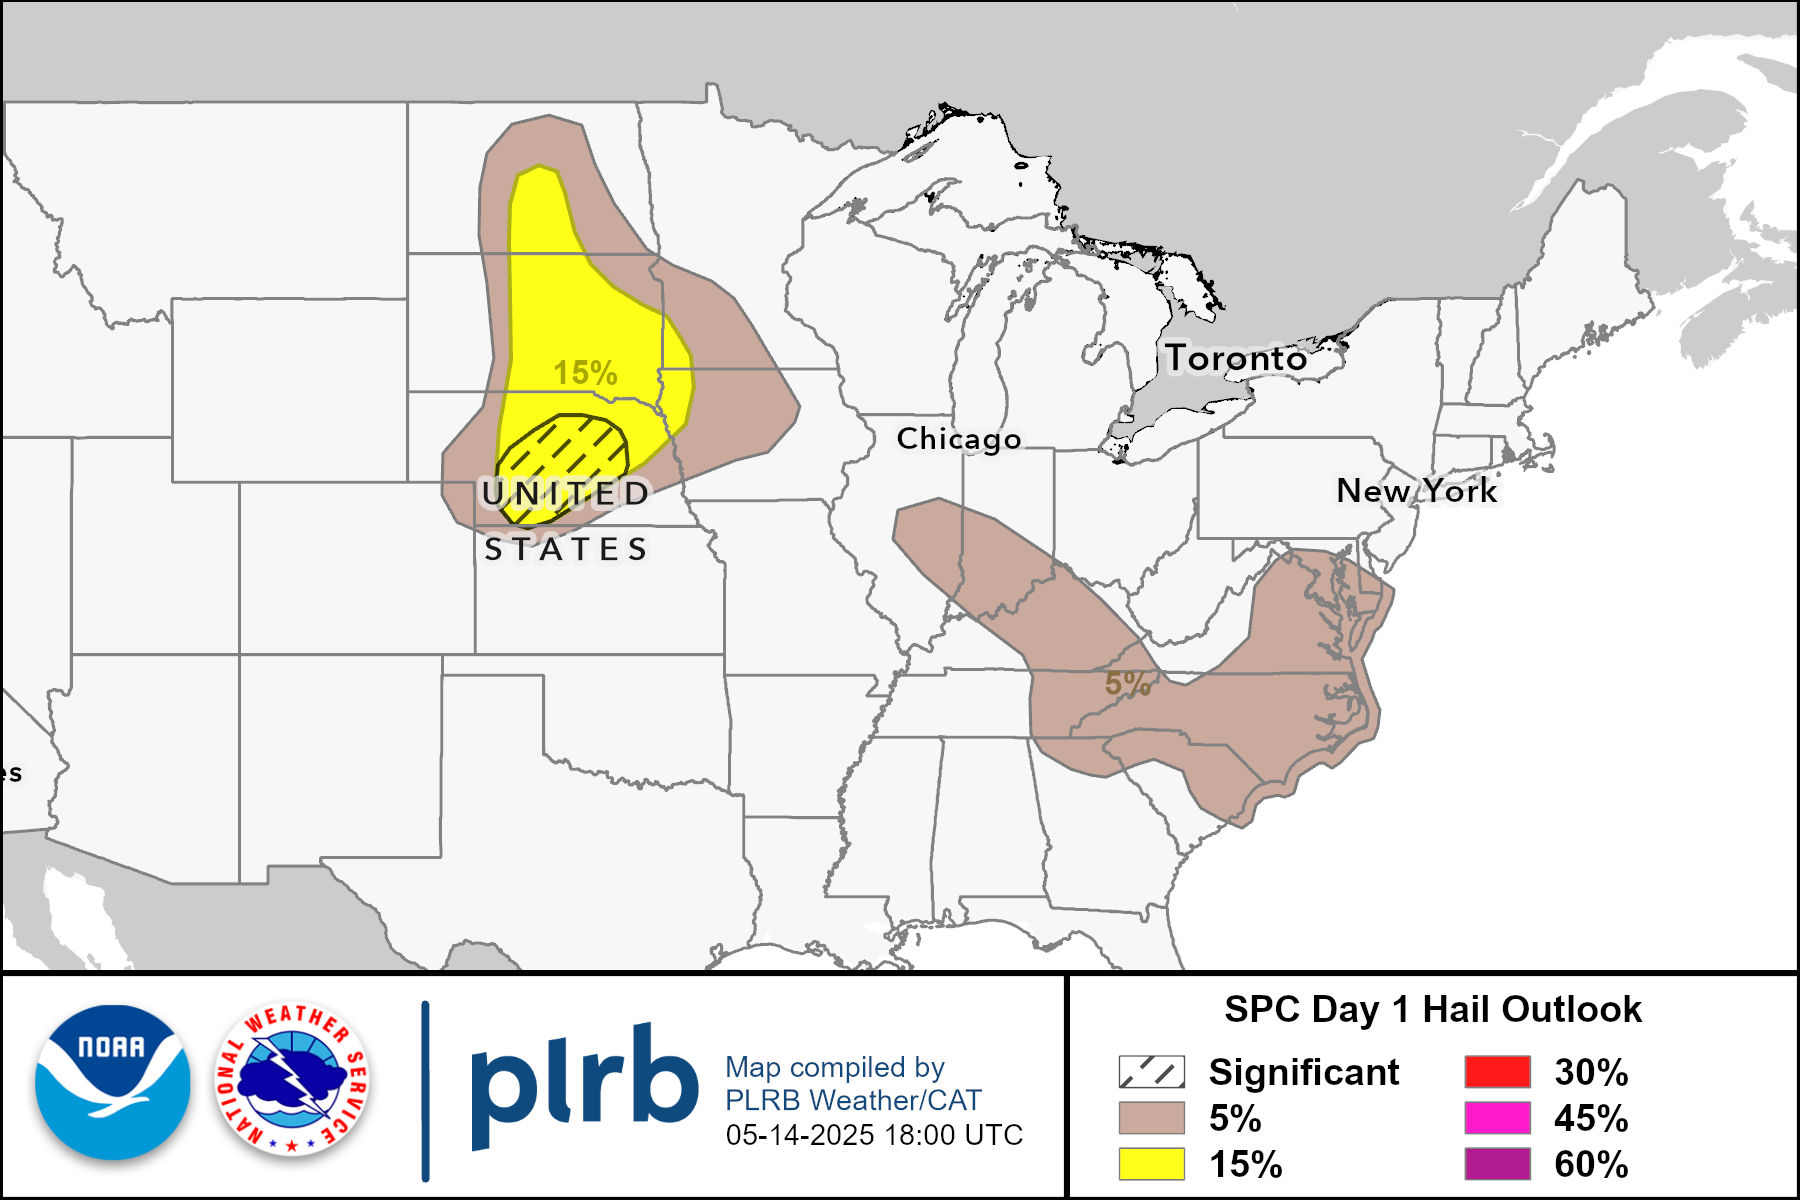 15%
Toronto
Chicago
New York
UNITED
STATES
5%
es
NOAA
NATIONAL WEATHER SERVICE
plrb
Map compiled by
PLRB Weather/CAT
05-14-2025 18:00 UTC
SPC Day 1 Hail Outlook
Significant
5%
15%
30%
45%
60%